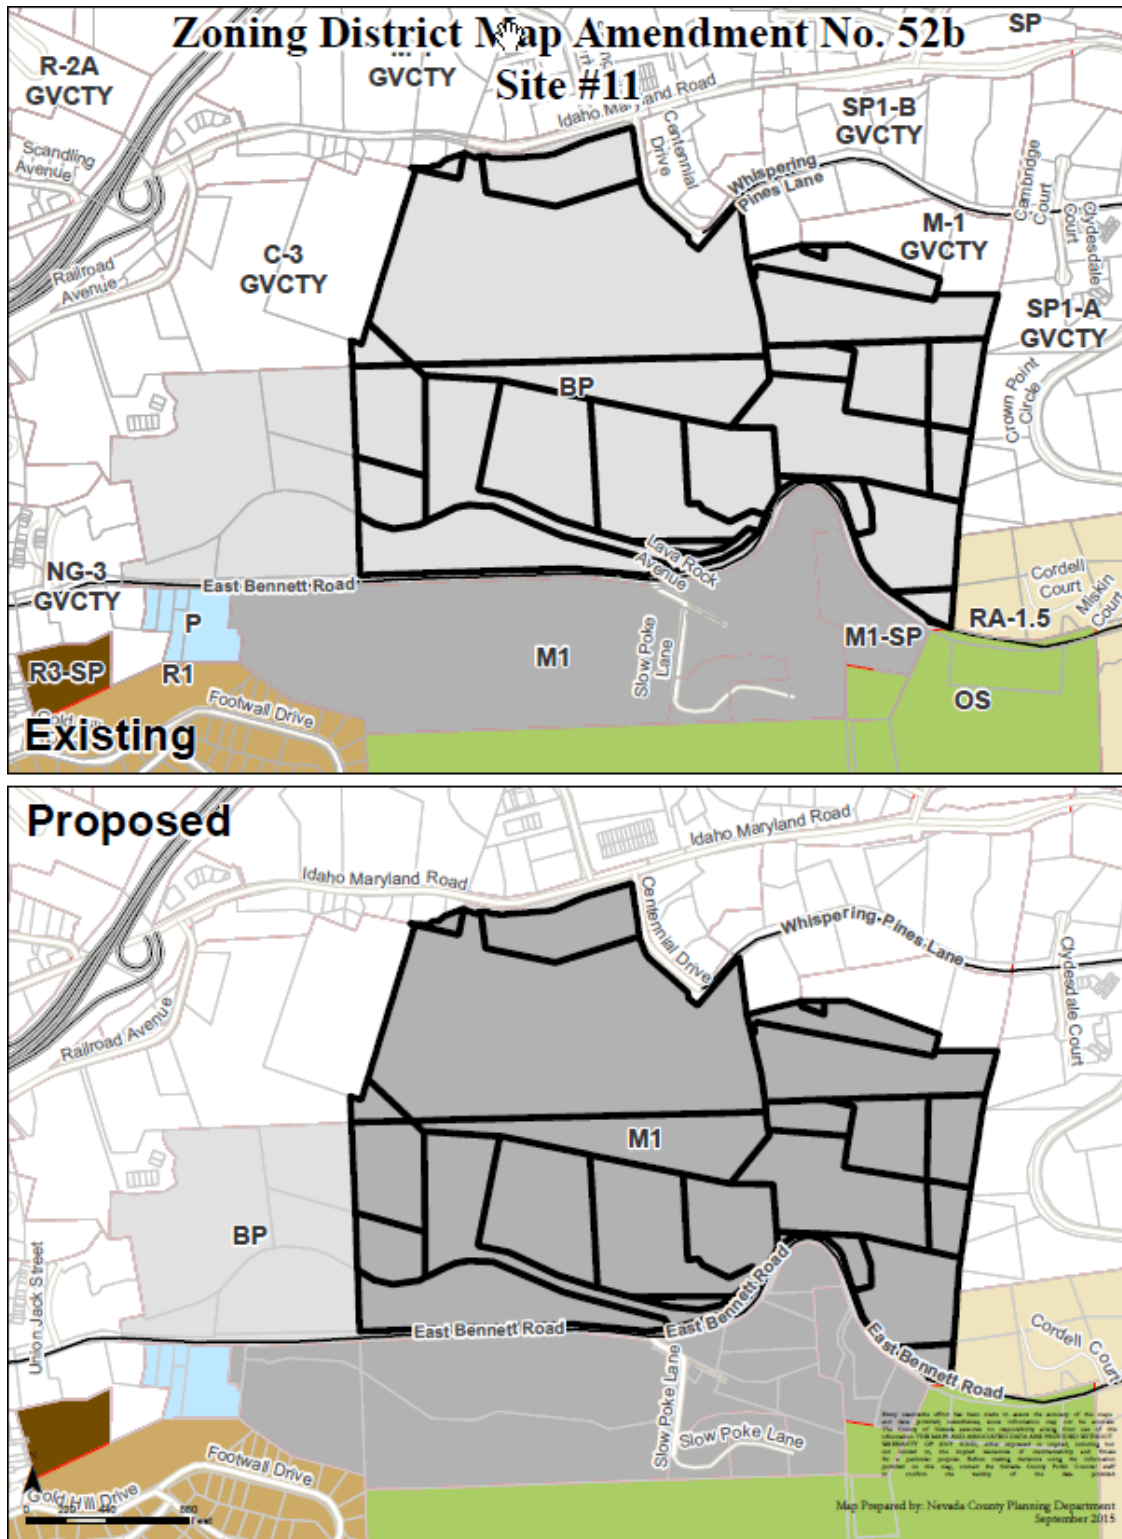 Zoning District Map Amendment No. 52b
Site #11
SP
R-2A
GVCTY
GVCTY
Idaho Maryland Road
Centennial
Drive
SP1-B
GVCTY
Scandling
Avenue
Whispering
Pines Lane
Cambridge
Court
Clydesdale
Court
M-1
GVCTY
C-3
GVCTY
Railroad
Avenue
SP1-A
GVCTY
Crown Point
Circle
BP
Lava Rock
Avenue
NG-3
GVCTY
East Bennett Road
Cordell
Court
Miskin
Court
RA-1.5
P
M1-SP
M1
Slow Poke
Lane
R3-SP
R1
OS
Footwall Drive
Existing
Proposed
Idaho Maryland Road
Idaho Maryland Road
Centennial Drive
Whispering Pines Lane
Clydesdale Court
Railroad Avenue
M1
BP
Union Jack Street
East Bennett Road
East Bennett Road
East Bennett Road
Cordell Court
Slow Poke Lane
Slow Poke Lane
Footwall Drive
Gold Hill Drive
0
440
880
Feet
Map Prepared by: Nevada County Planning Department
September 2015